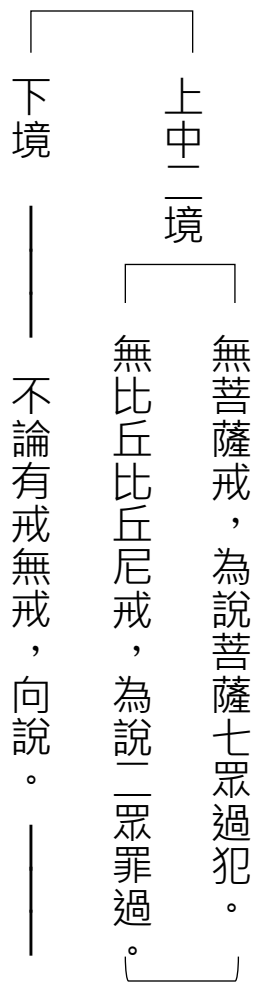 上中二境
無菩薩戒，為說菩薩七眾過犯。
無比丘比丘尼戒，為說二眾罪過。
下境
不論有戒無戒，向說。